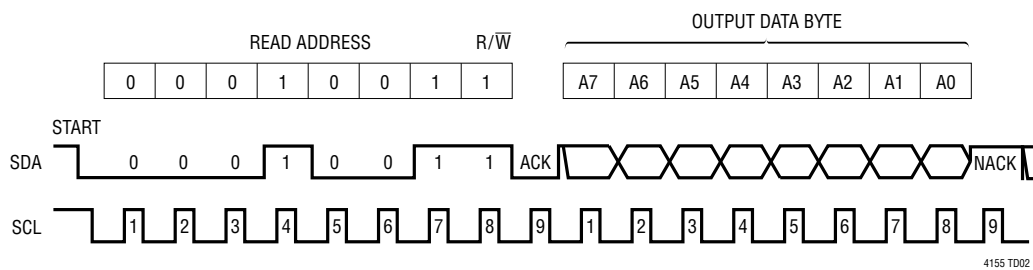 OUTPUT DATA BYTE
READ ADDRESS R/W̅
0 0 0 1 0 0 1 1 A7 A6 A5 A4 A3 A2 A1 A0
START
SDA 0 0 0 1 0 0 1 1 ACK NACK
SCL 1 2 3 4 5 6 7 8 9 1 2 3 4 5 6 7 8 9
4155 TD02